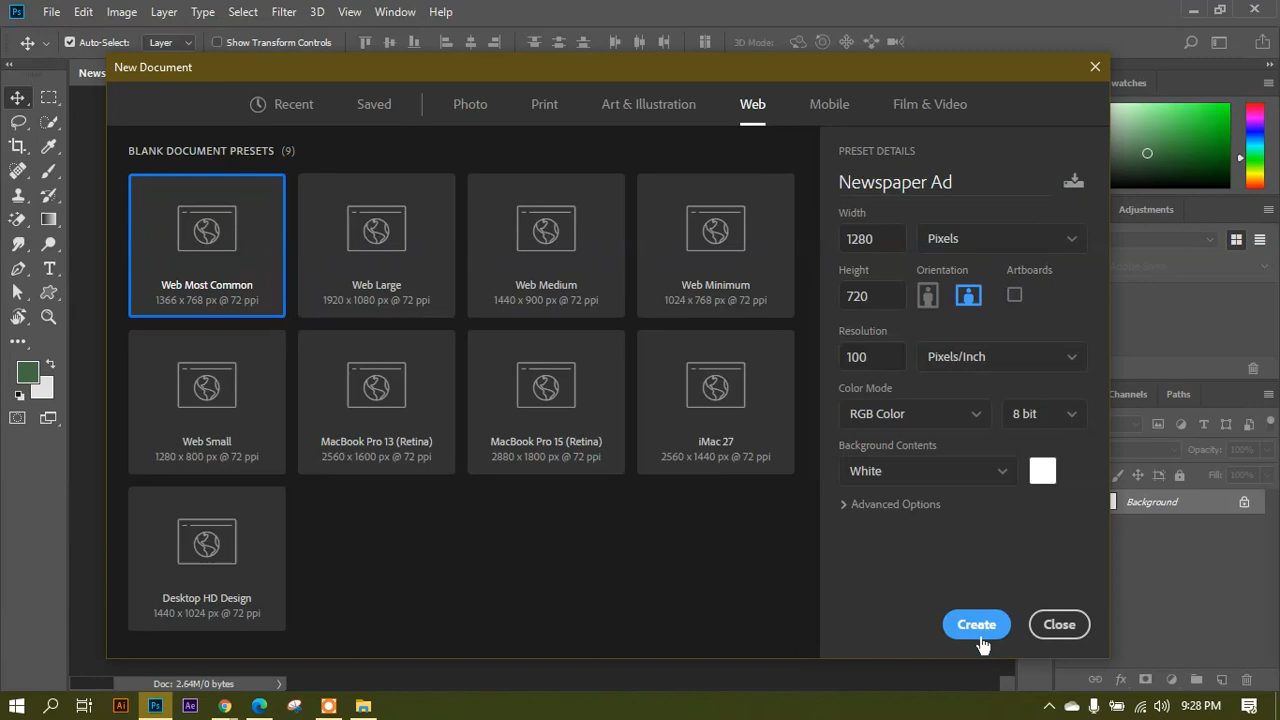 Ps File Edit Image Layer Type Select Filter 3D View Window Help
Auto-Select: Layer Show Transform Controls 3D Mode:
News
New Document
Recent Saved Photo Print Art & Illustration Web Mobile Film & Video
BLANK DOCUMENT PRESETS (9)
Web Most Common
1366 x 768 px @ 72 ppi
Web Large
1920 x 1080 px @ 72 ppi
Web Medium
1440 x 900 px @ 72 ppi
Web Minimum
1024 x 768 px @ 72 ppi
Web Small
1280 x 800 px @ 72 ppi
MacBook Pro 13 (Retina)
2560 x 1600 px @ 72 ppi
MacBook Pro 15 (Retina)
2880 x 1800 px @ 72 ppi
iMac 27
2560 x 1440 px @ 72 ppi
Desktop HD Design
1440 x 1024 px @ 72 ppi
PRESET DETAILS
Newspaper Ad
Width
1280 Pixels
Height Orientation Artboards
720
Resolution
100 Pixels/Inch
Color Mode
RGB Color 8 bit
Background Contents
White
Advanced Options
Create Close
watches
Adjustments
Channels Paths
Opacity: 100%
Fill: 100%
Background
Doc: 2.64M/0 bytes
Ai Ps Ae 9:28 PM